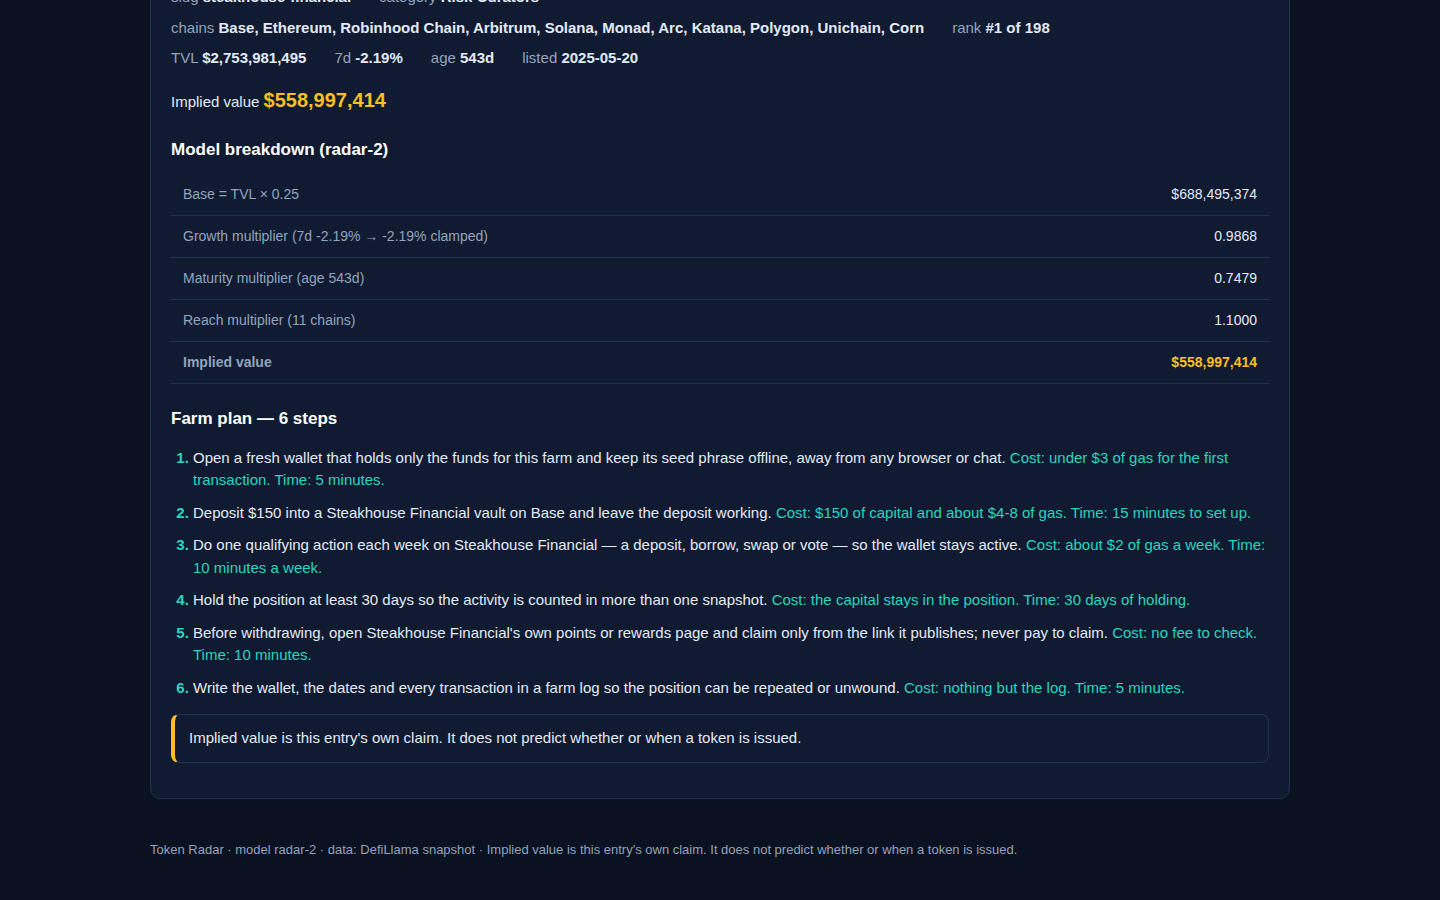 slug steakhouse-financial category Risk Curators
chains Base, Ethereum, Robinhood Chain, Arbitrum, Solana, Monad, Arc, Katana, Polygon, Unichain, Corn rank #1 of 198
TVL $2,753,981,495 7d -2.19% age 543d listed 2025-05-20
Implied value $558,997,414
Model breakdown (radar-2)
Base = TVL × 0.25 $688,495,374
Growth multiplier (7d -2.19% → -2.19% clamped) 0.9868
Maturity multiplier (age 543d) 0.7479
Reach multiplier (11 chains) 1.1000
Implied value $558,997,414
Farm plan — 6 steps
1. Open a fresh wallet that holds only the funds for this farm and keep its seed phrase offline, away from any browser or chat. Cost: under $3 of gas for the first
transaction. Time: 5 minutes.
2. Deposit $150 into a Steakhouse Financial vault on Base and leave the deposit working. Cost: $150 of capital and about $4-8 of gas. Time: 15 minutes to set up.
3. Do one qualifying action each week on Steakhouse Financial — a deposit, borrow, swap or vote — so the wallet stays active. Cost: about $2 of gas a week. Time:
10 minutes a week.
4. Hold the position at least 30 days so the activity is counted in more than one snapshot. Cost: the capital stays in the position. Time: 30 days of holding.
5. Before withdrawing, open Steakhouse Financial's own points or rewards page and claim only from the link it publishes; never pay to claim. Cost: no fee to check.
Time: 10 minutes.
6. Write the wallet, the dates and every transaction in a farm log so the position can be repeated or unwound. Cost: nothing but the log. Time: 5 minutes.
Implied value is this entry's own claim. It does not predict whether or when a token is issued.
Token Radar · model radar-2 · data: DefiLlama snapshot · Implied value is this entry's own claim. It does not predict whether or when a token is issued.